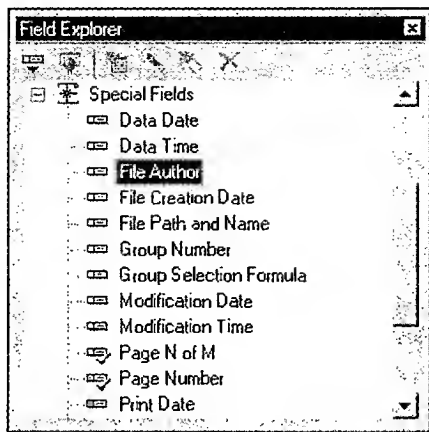 Field Explorer
Special Fields
Data Date
Data Time
File Author
File Creation Date
File Path and Name
Group Number
Group Selection Formula
Modification Date
Modification Time
Page N of M
Page Number
Print Date